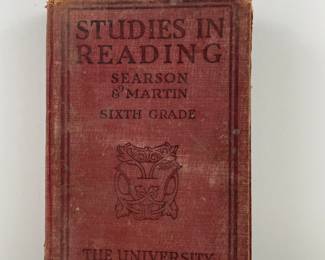 STUDIES IN
READING
SEARSON
& MARTIN
SIXTH GRADE
THE UNIVERSITY